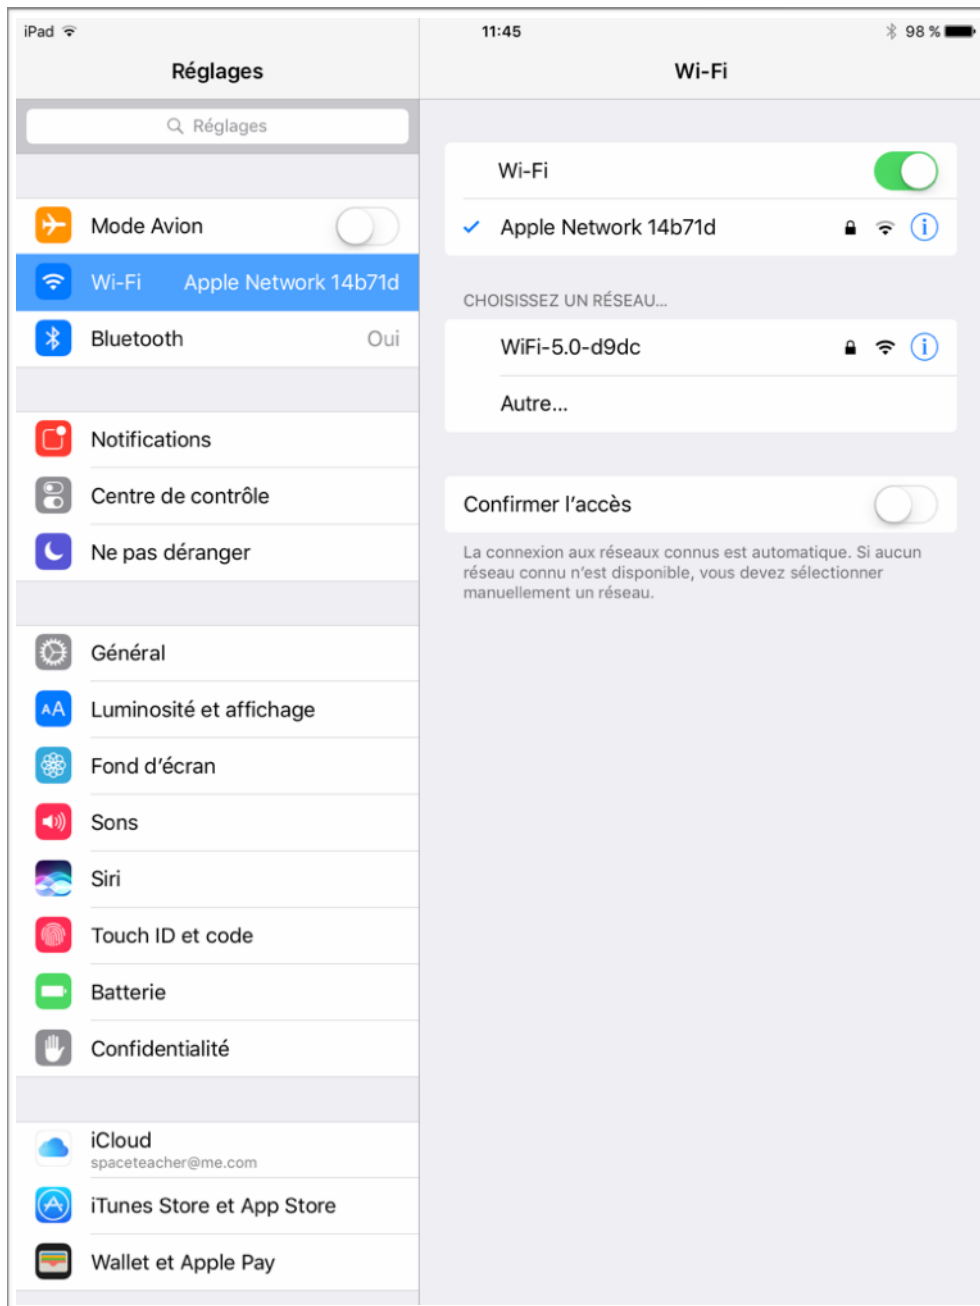 iPad 11:45 98 %
Réglages
Réglages
Mode Avion
Wi-Fi Apple Network 14b71d
Bluetooth Oui
Notifications
Centre de contrôle
Ne pas déranger
Général
AA Luminosité et affichage
Fond d'écran
Sons
Siri
Touch ID et code
Batterie
Confidentialité
iCloud
spaceteacher@me.com
iTunes Store et App Store
Wallet et Apple Pay
Wi-Fi
Wi-Fi
Apple Network 14b71d
CHOISISSEZ UN RÉSEAU...
WiFi-5.0-d9dc
Autre...
Confirmer l'accès
La connexion aux réseaux connus est automatique. Si aucun
réseau connu n'est disponible, vous devez sélectionner
manuellement un réseau.